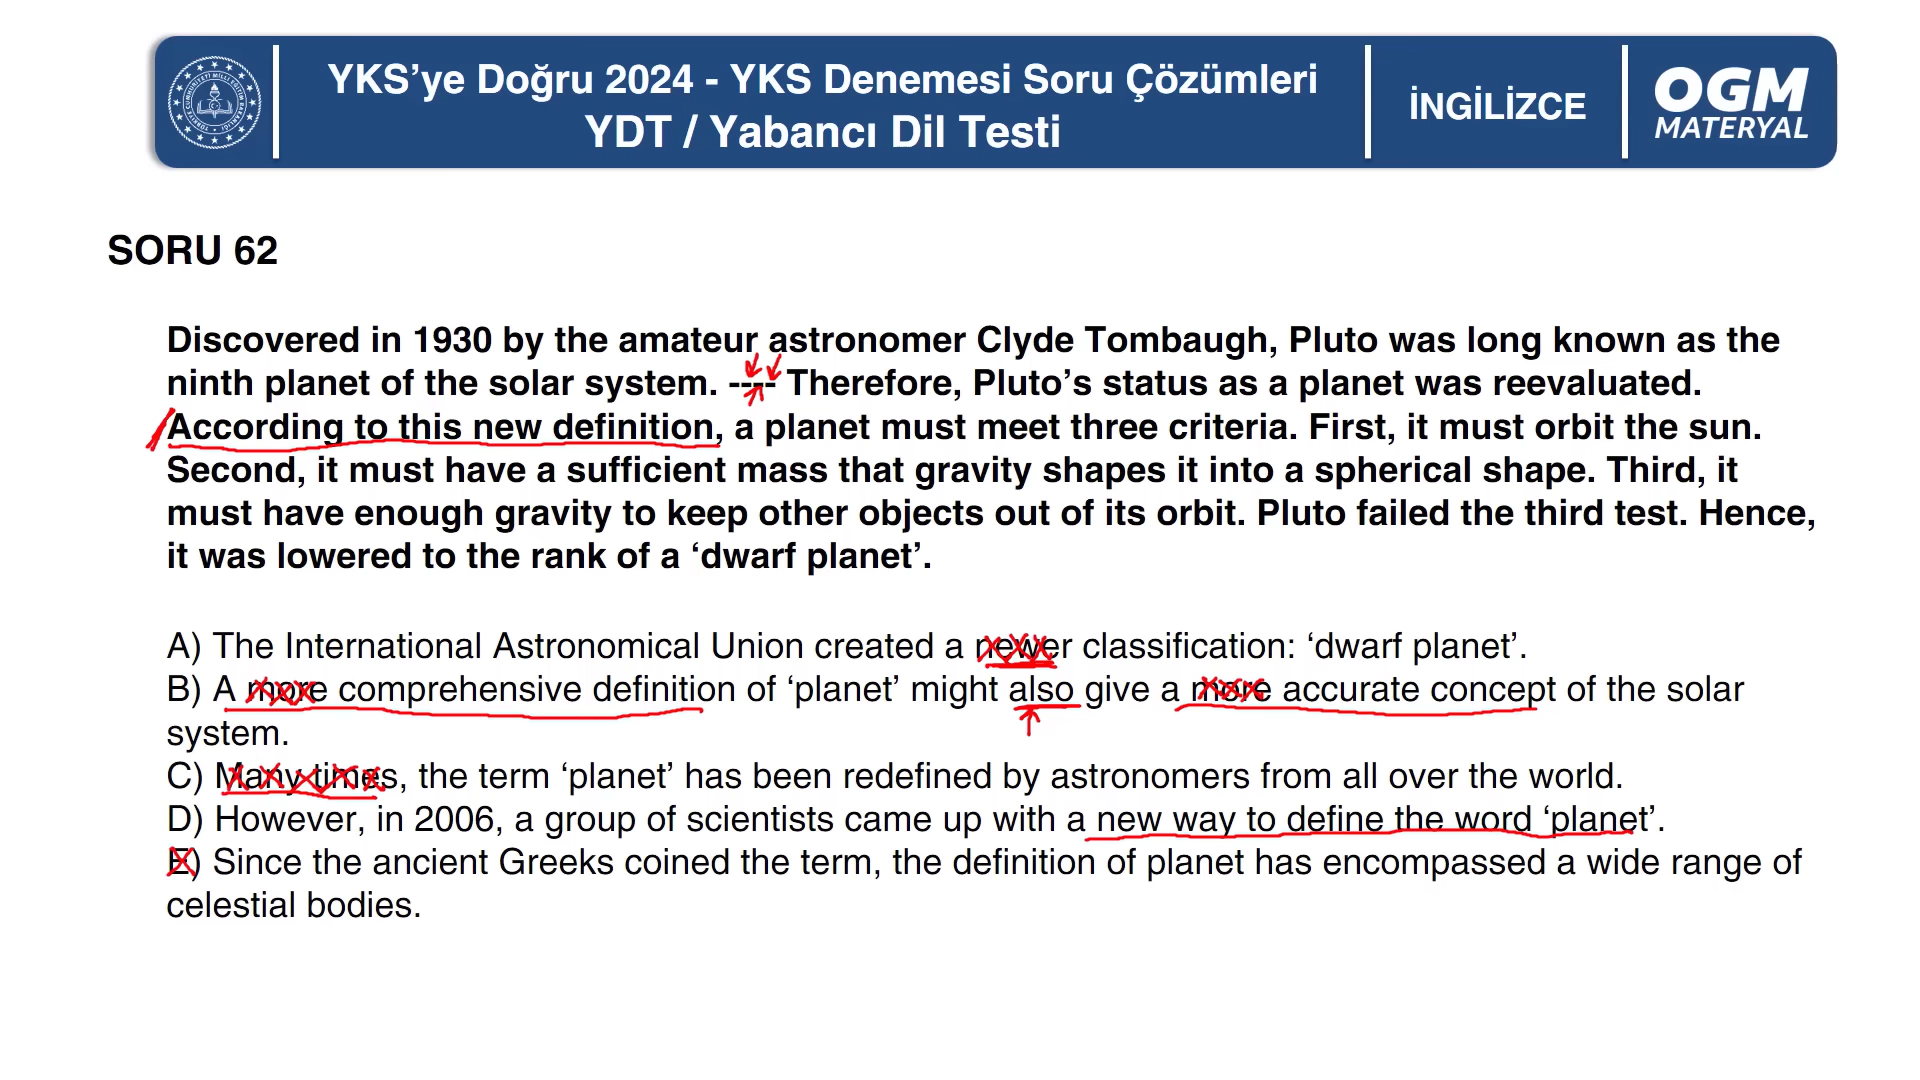 YKS'ye Doğru 2024 - YKS Denemesi Soru Çözümleri
YDT / Yabancı Dil Testi
İNGİLİZCE
OGM
MATERYAL
SORU 62
Discovered in 1930 by the amateur astronomer Clyde Tombaugh, Pluto was long known as the
ninth planet of the solar system. ---- Therefore, Pluto's status as a planet was reevaluated.
According to this new definition, a planet must meet three criteria. First, it must orbit the sun.
Second, it must have a sufficient mass that gravity shapes it into a spherical shape. Third, it
must have enough gravity to keep other objects out of its orbit. Pluto failed the third test. Hence,
it was lowered to the rank of a 'dwarf planet'.
A) The International Astronomical Union created a newer classification: 'dwarf planet'.
B) A more comprehensive definition of 'planet' might also give a more accurate concept of the solar
system.
C) Many times, the term 'planet' has been redefined by astronomers from all over the world.
D) However, in 2006, a group of scientists came up with a new way to define the word 'planet'.
E) Since the ancient Greeks coined the term, the definition of planet has encompassed a wide range of
celestial bodies.